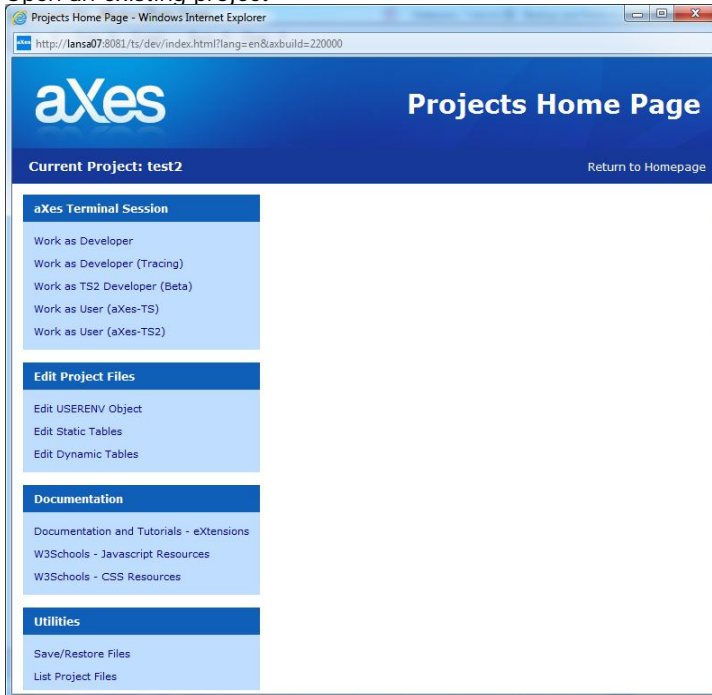 Open an existing project
Projects Home Page - Windows Internet Explorer
http://lansa07:8081/ts/dev/index.html?lang=en&axbuild=220000
aXes
Projects Home Page
Current Project: test2
Return to Homepage
aXes Terminal Session
Work as Developer
Work as Developer (Tracing)
Work as TS2 Developer (Beta)
Work as User (aXes-TS)
Work as User (aXes-TS2)
Edit Project Files
Edit USERENV Object
Edit Static Tables
Edit Dynamic Tables
Documentation
Documentation and Tutorials - eXtensions
W3Schools - Javascript Resources
W3Schools - CSS Resources
Utilities
Save/Restore Files
List Project Files